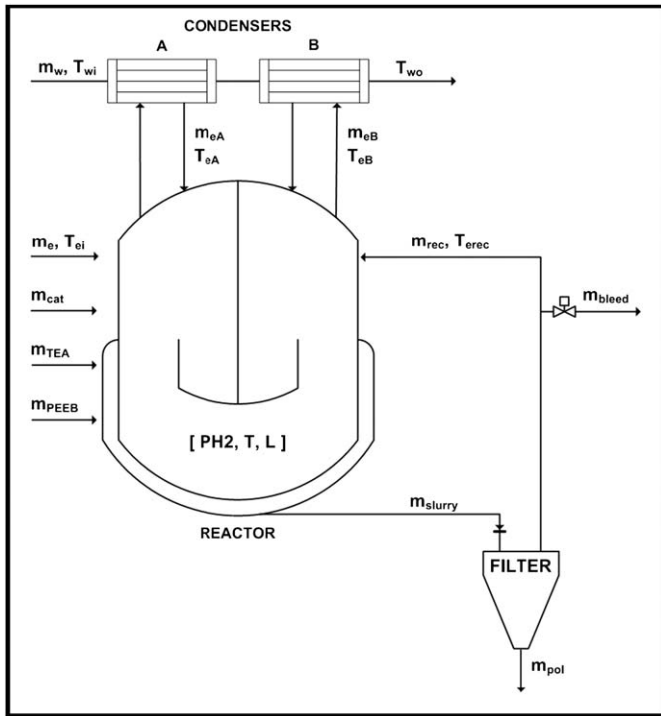 CONDENSERS
A
B
mw, Twi
Two
meA
TeA
meB
TeB
me, Tei
mrec, Terec
mcat
mbleed
mTEA
mPEEB
[ PH2, T, L ]
mslurry
REACTOR
FILTER
mpol